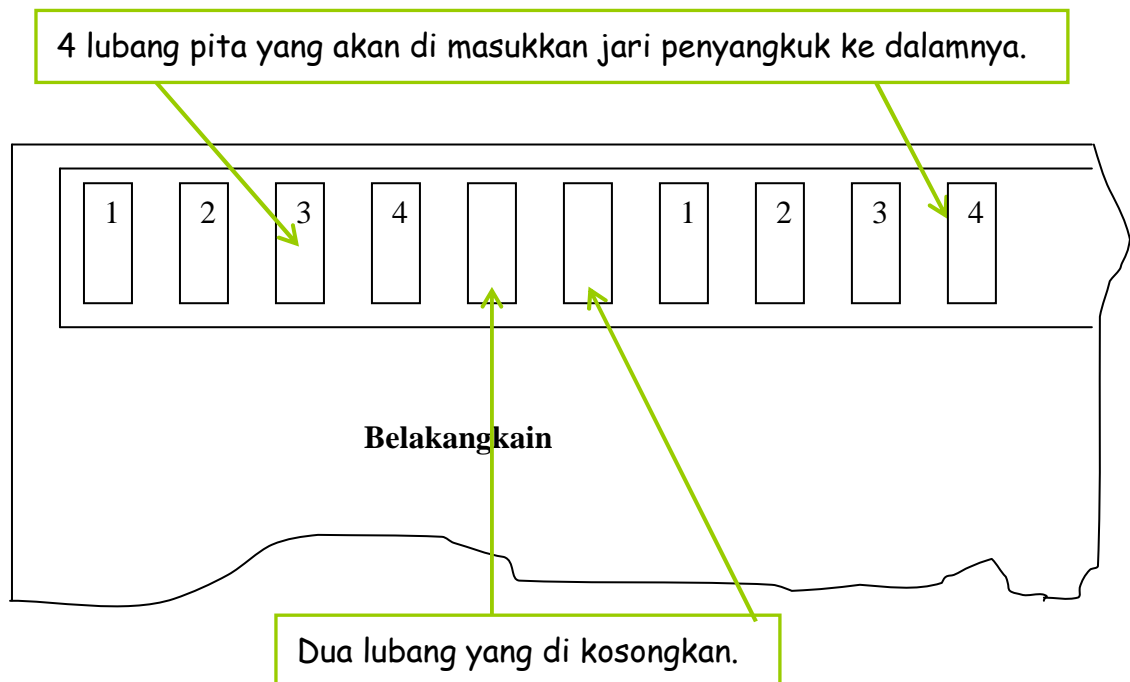 4 lubang pita yang akan di masukkan jari penyangkuk ke dalamnya.
1 2 3 4 1 2 3 4
Belakangkain
Dua lubang yang di kosongkan.